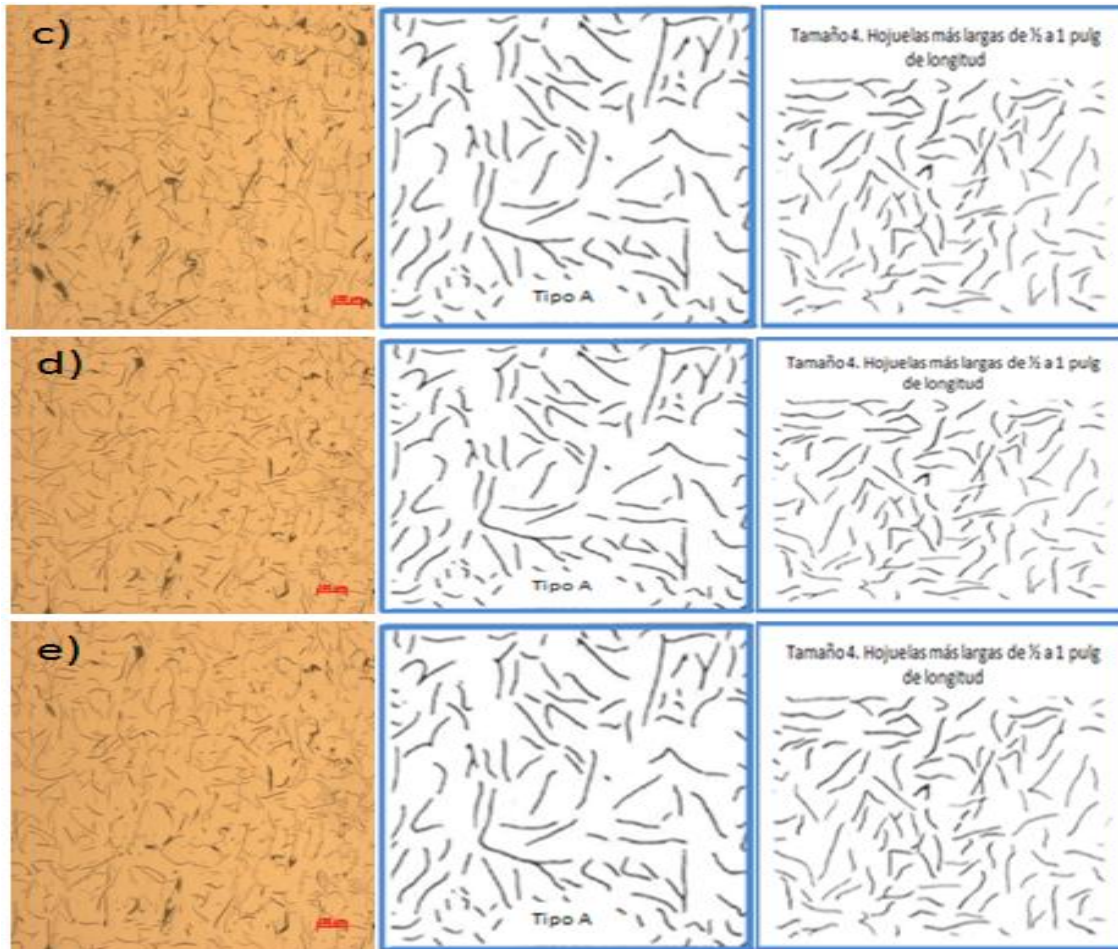 c)
Tipo A
Tamaño 4. Hojuelas más largas de ½ a 1 pulg
de longitud
d)
Tipo A
Tamaño 4. Hojuelas más largas de ½ a 1 pulg
de longitud
e)
Tipo A
Tamaño 4. Hojuelas más largas de ½ a 1 pulg
de longitud